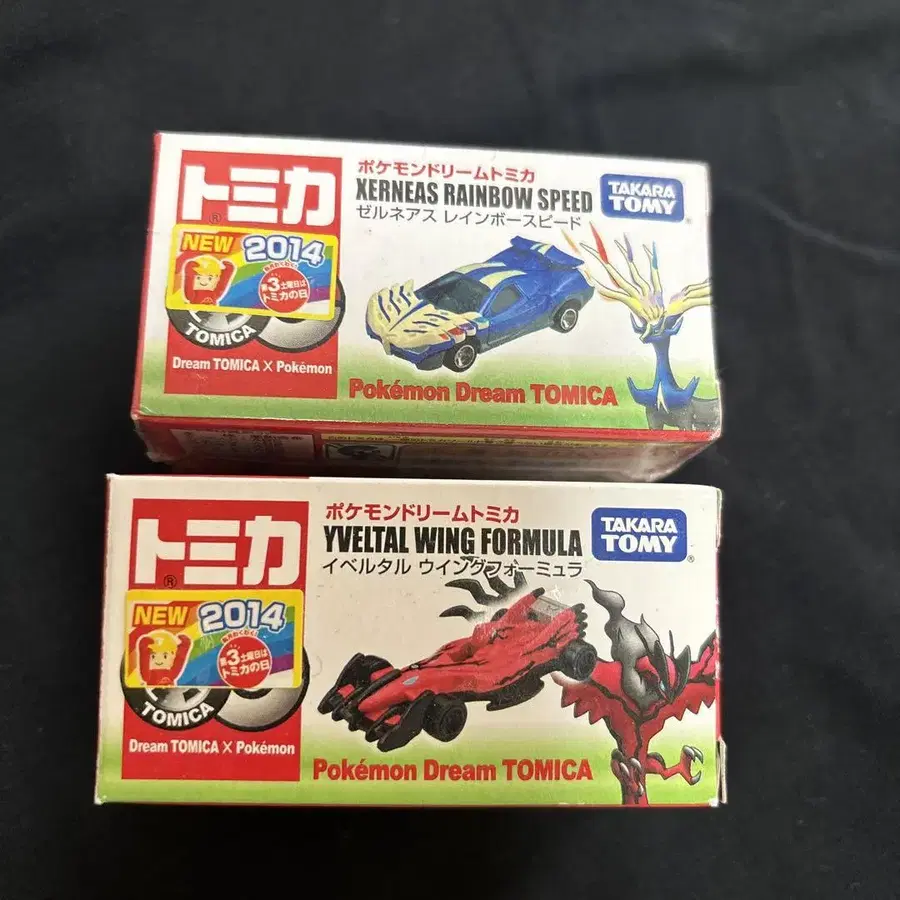 トミカ
®
ポケモンドリームトミカ
XERNEAS RAINBOW SPEED
ゼルネアス レインボースピード
TAKARA
TOMY
®
NEW
2014
第3土曜日は
トミカの日
TOMICA
Dream TOMICA X Pokémon
Pokémon Dream TOMICA
トミカ
®
ポケモンドリームトミカ
YVELTAL WING FORMULA
イベルタル ウイングフォーミュラ
TAKARA
TOMY
®
NEW
2014
第3土曜日は
トミカの日
TOMICA
Dream TOMICA X Pokémon
Pokémon Dream TOMICA